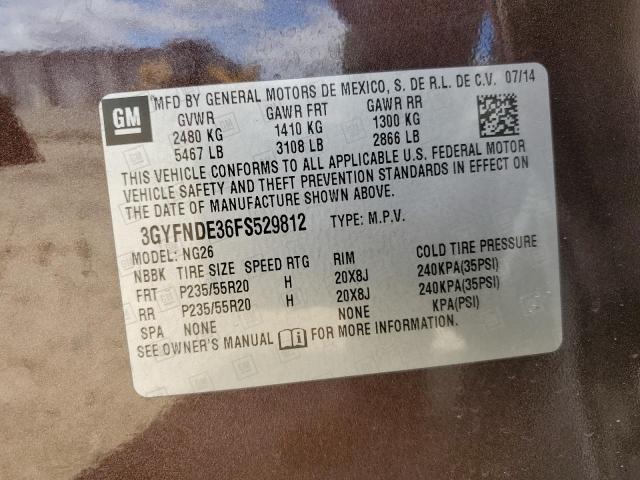 GM
MFD BY GENERAL MOTORS DE MEXICO, S. DE R.L. DE C.V. 07/14
GVWR GAWR FRT GAWR RR
2480 KG 1410 KG 1300 KG
5467 LB 3108 LB 2866 LB
THIS VEHICLE CONFORMS TO ALL APPLICABLE U.S. FEDERAL MOTOR
VEHICLE SAFETY AND THEFT PREVENTION STANDARDS IN EFFECT ON
THE DATE OF MANUFACTURE SHOWN ABOVE.
3GYFNDE36FS529812 TYPE: M.P.V.
MODEL: NG26
NBBK TIRE SIZE SPEED RTG RIM COLD TIRE PRESSURE
FRT P235/55R20 H 20X8J 240KPA(35PSI)
RR P235/55R20 H 20X8J 240KPA(35PSI)
SPA NONE NONE KPA(PSI)
SEE OWNER'S MANUAL FOR MORE INFORMATION.